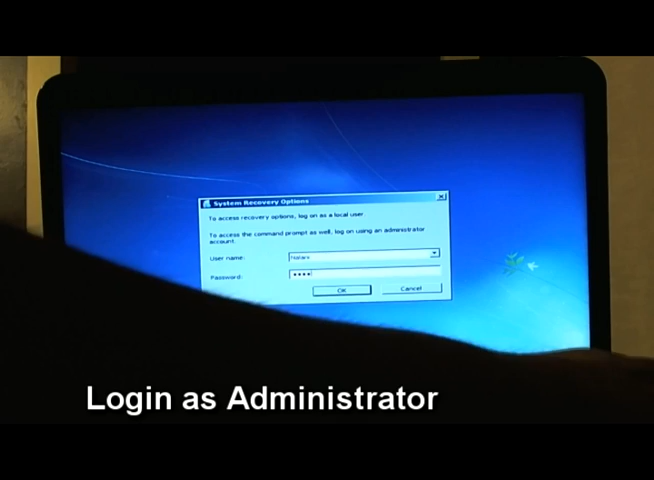 System Recovery Options
To access recovery options, log on as a local user.
To access the command prompt as well, log on using an administrator
account.
User name:
Password:
OK
Cancel
Login as Administrator